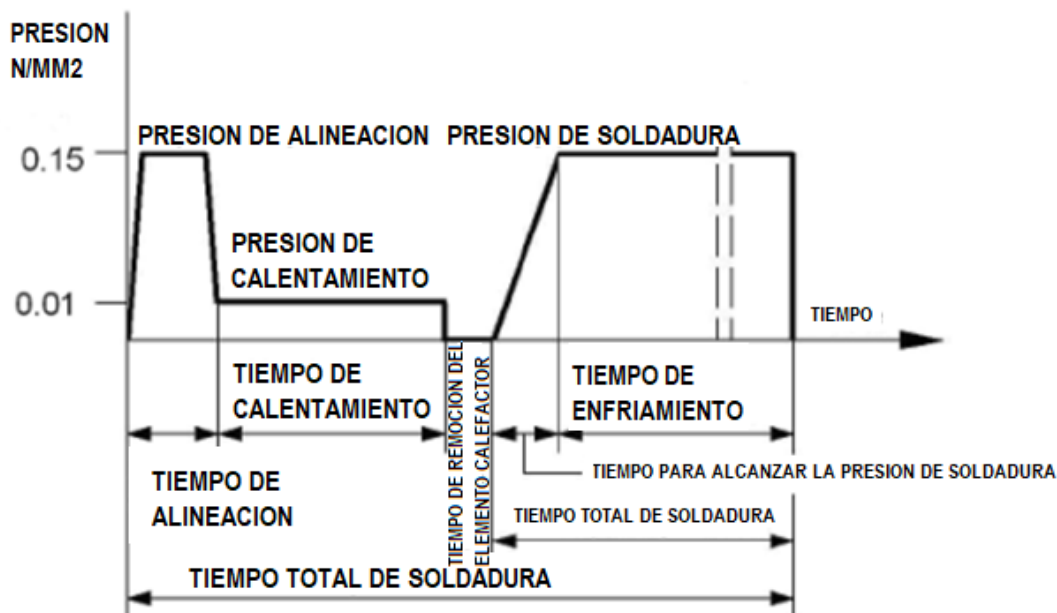 PRESION
N/MM2
PRESION DE ALINEACION
PRESION DE SOLDADURA
0.15
PRESION DE
CALENTAMIENTO
0.01
TIEMPO
TIEMPO DE
CALENTAMIENTO
TIEMPO DE REMOCION DEL
ELEMENTO CALEFACTOR
TIEMPO DE
ENFRIAMIENTO
TIEMPO PARA ALCANZAR LA PRESION DE SOLDADURA
TIEMPO DE
ALINEACION
TIEMPO TOTAL DE SOLDADURA
TIEMPO TOTAL DE SOLDADURA